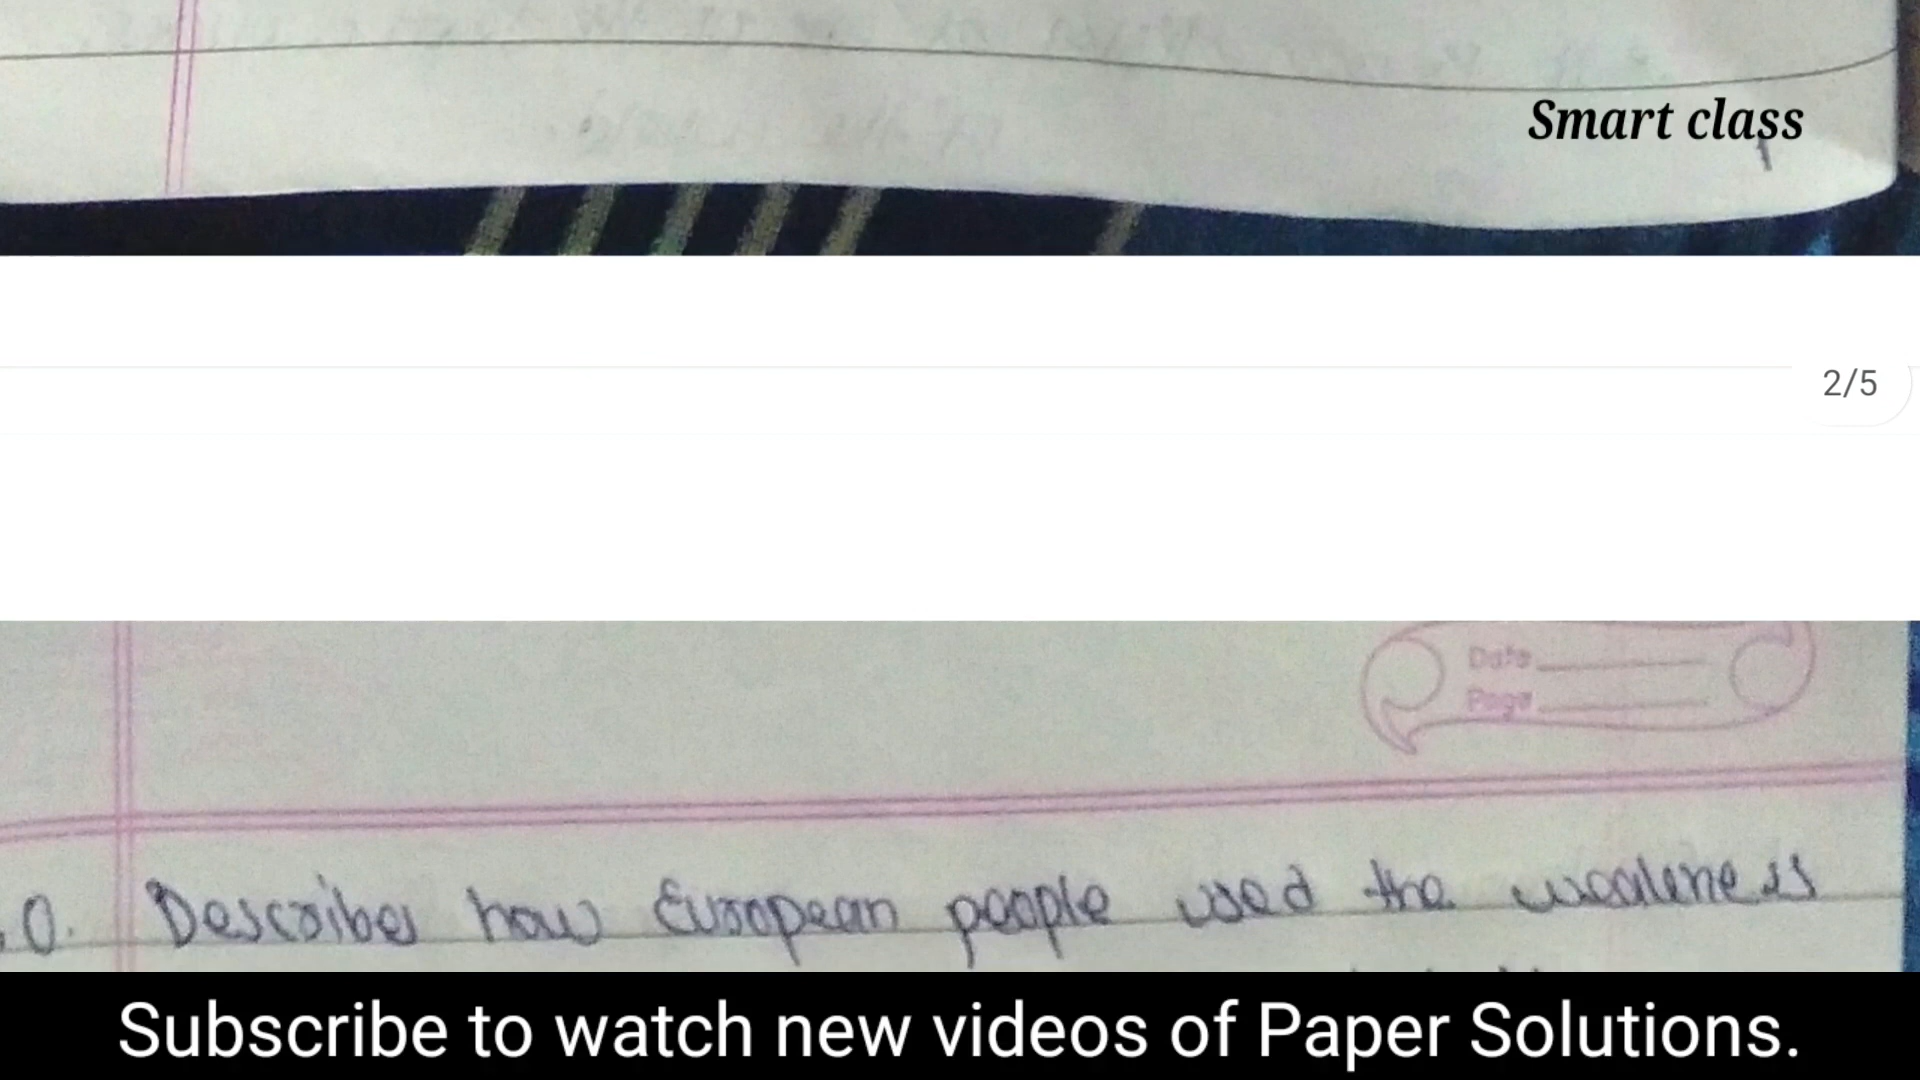 Smart class
2/5
Date
Page
0. Describes how European people used the weakness
Subscribe to watch new videos of Paper Solutions.